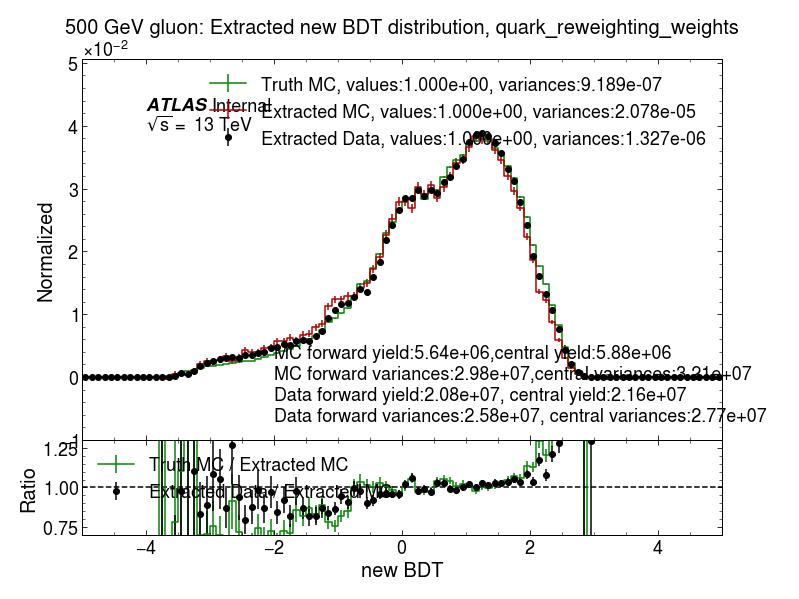 500 GeV gluon: Extracted new BDT distribution, quark_reweighting_weights
×10⁻²
5
Truth MC, values:1.000e+00, variances:9.189e-07
ATLAS Internal
Extracted MC, values:1.000e+00, variances:2.078e-05
√s = 13 TeV
4
Extracted Data, values:1.000e+00, variances:1.327e-06
3
Normalized
2
1
MC forward yield:5.64e+06,central yield:5.88e+06
0
MC forward variances:2.98e+07,central variances:3.21e+07
Data forward yield:2.08e+07, central yield:2.16e+07
Data forward variances:2.58e+07, central variances:2.77e+07
−1
1.25
Truth MC / Extracted MC
Ratio
1.00
Extracted Data / Extracted MC
0.75
−4 −2 0 2 4
new BDT